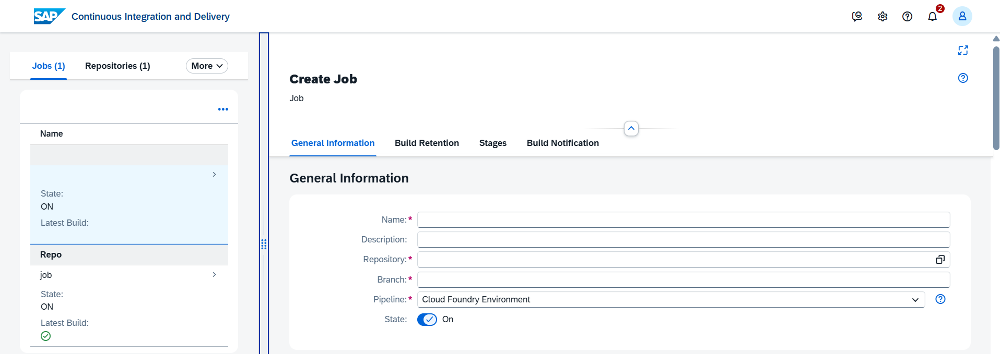 SAP Continuous Integration and Delivery
2
Jobs (1) Repositories (1) More
Name
State:
ON
Latest Build:
Repo
job
State:
ON
Latest Build:
Create Job
Job
General Information Build Retention Stages Build Notification
General Information
Name:*
Description:
Repository:*
Branch:*
Pipeline:* Cloud Foundry Environment
State: On